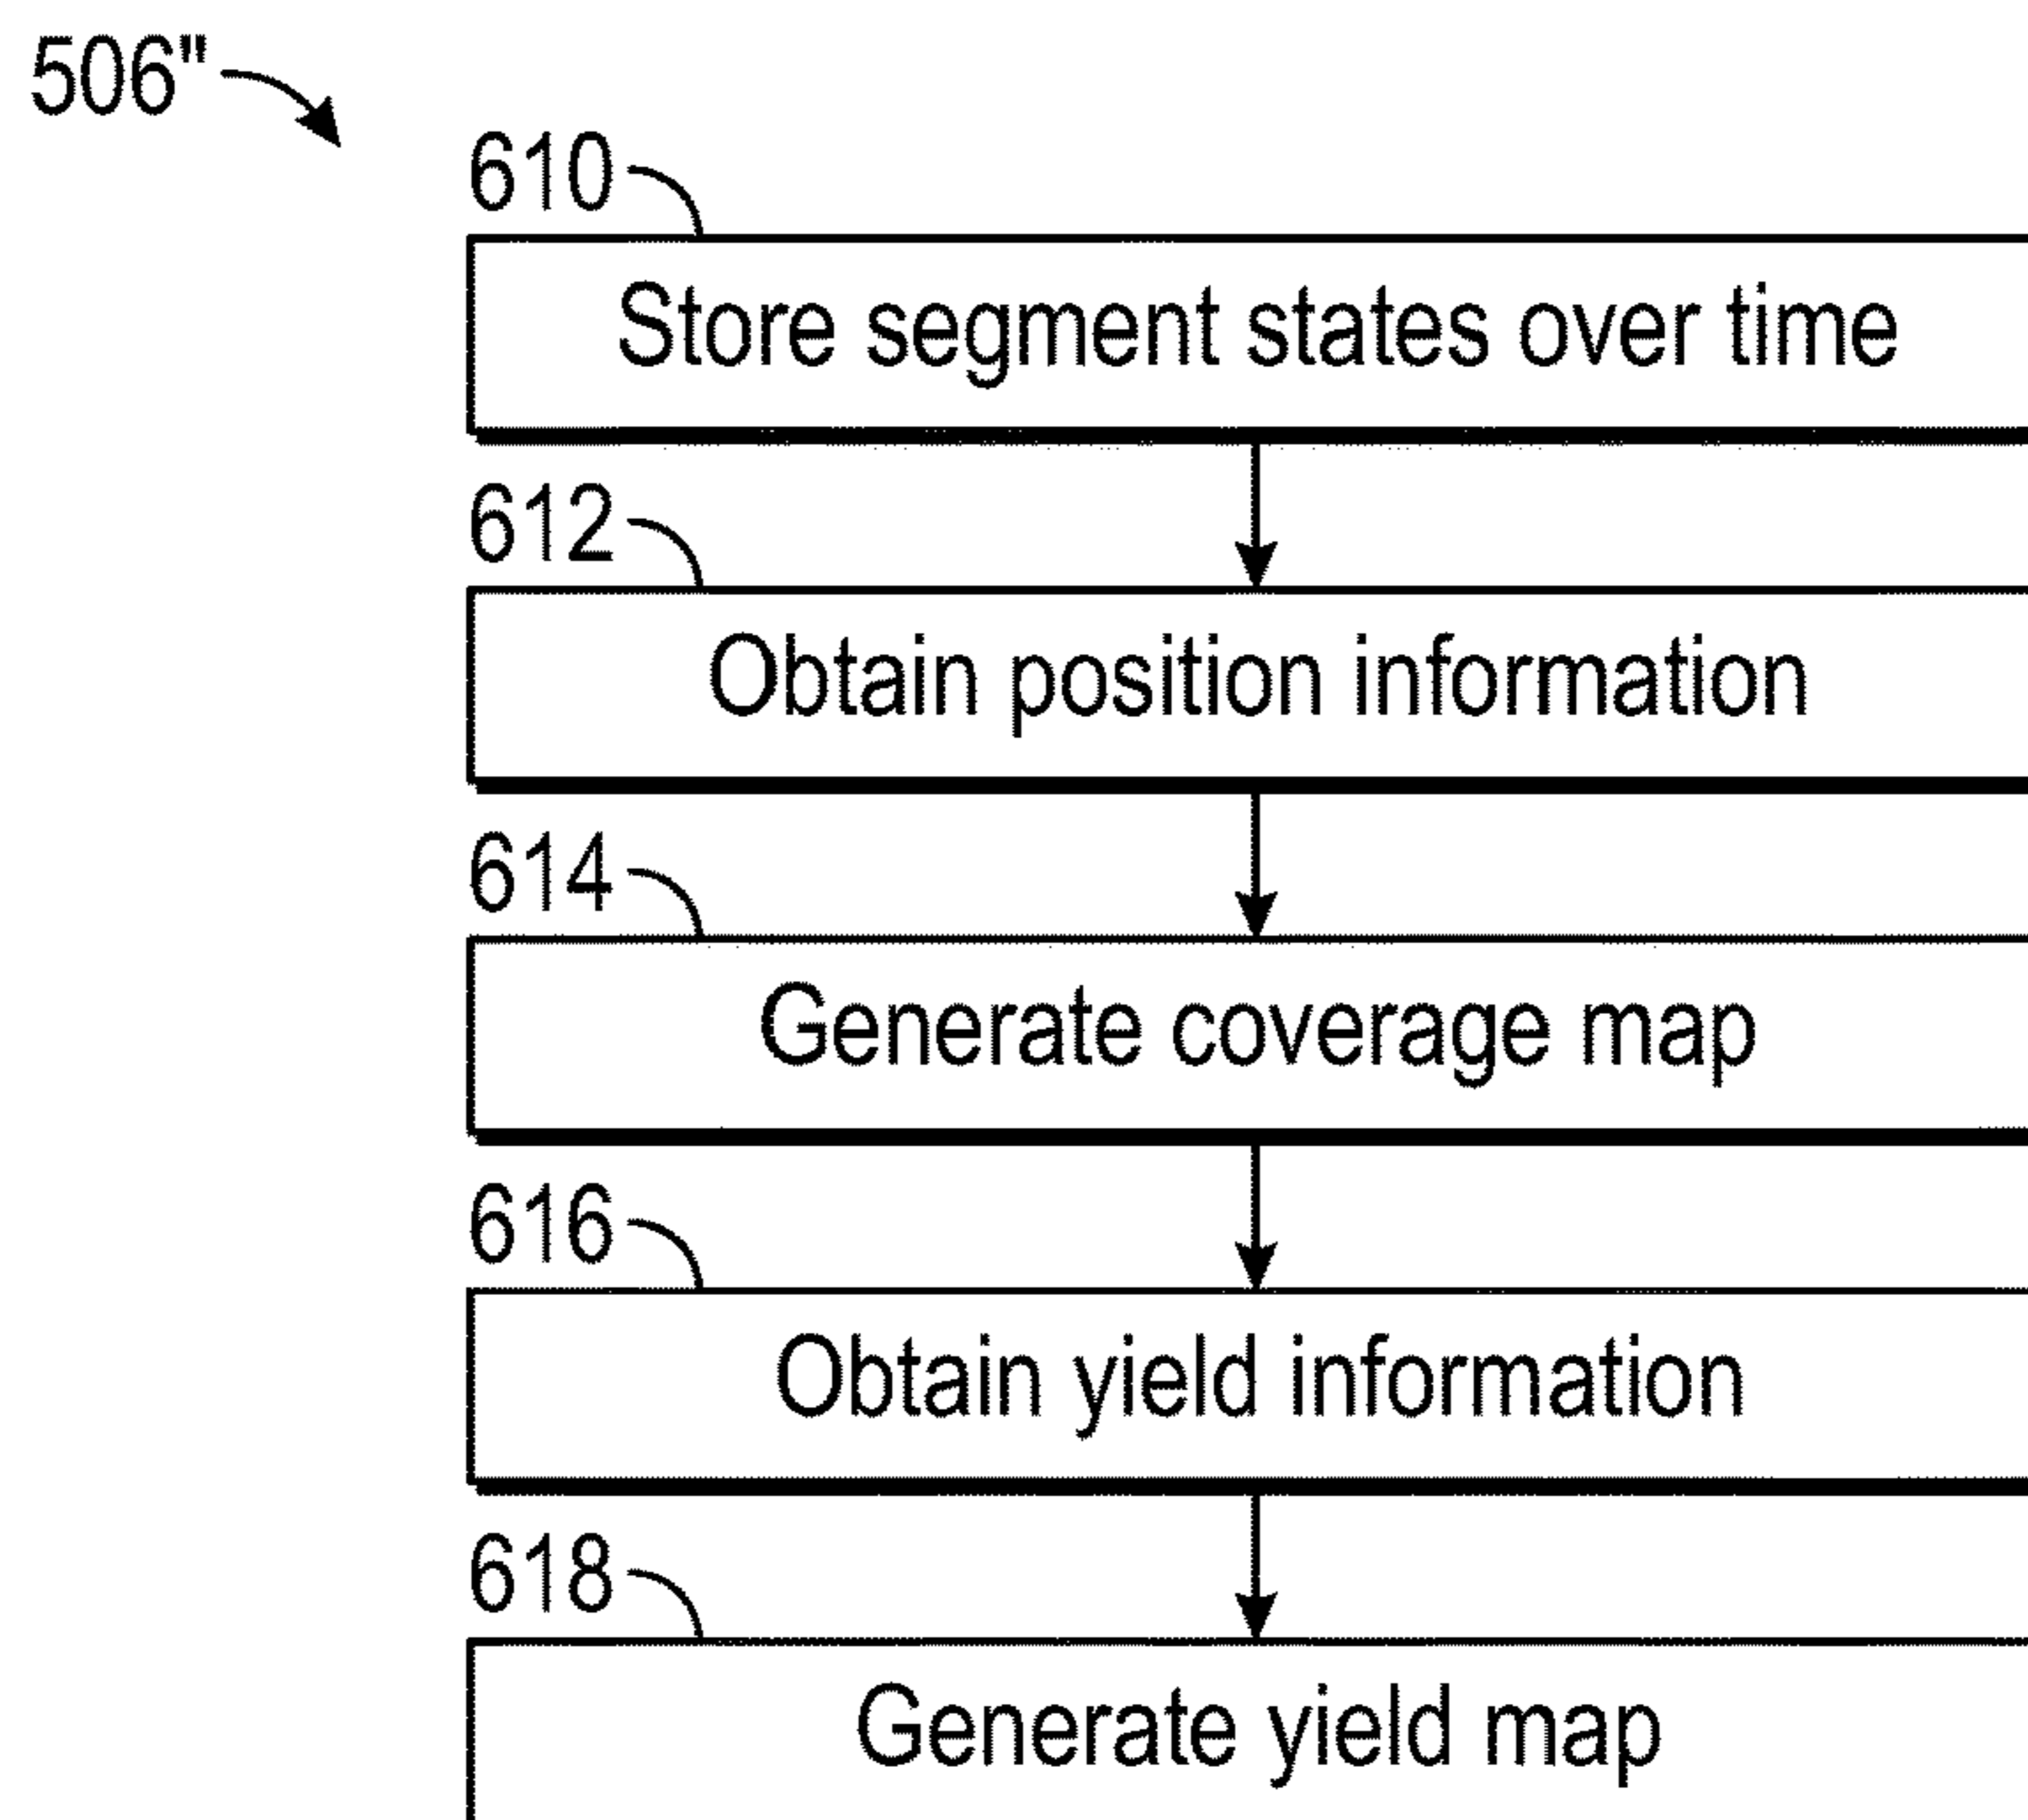 506"
610
Store segment states over time
612
Obtain position information
614
Generate coverage map
616
Obtain yield information
618
Generate yield map